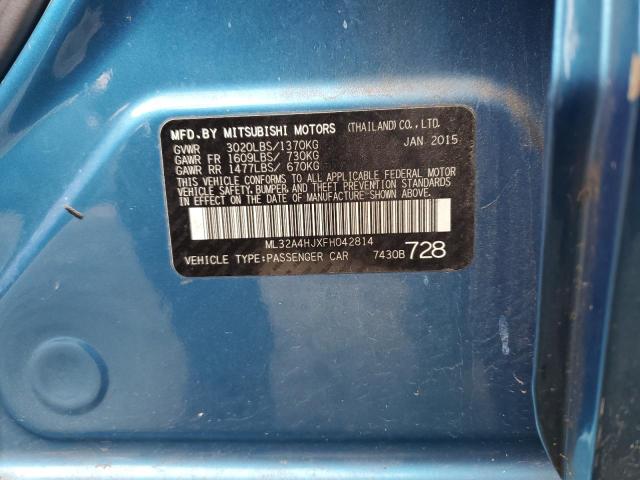 MFD.BY MITSUBISHI MOTORS (THAILAND) CO., LTD.
GVWR 3020LBS/1370KG JAN 2015
GAWR FR 1609LBS/ 730KG
GAWR RR 1477LBS/ 670KG
THIS VEHICLE CONFORMS TO ALL APPLICABLE FEDERAL MOTOR
VEHICLE SAFETY, BUMPER, AND THEFT PREVENTION STANDARDS
IN EFFECT ON THE DATE OF MANUFACTURE SHOWN ABOVE.
ML32A4HJXFH042814
VEHICLE TYPE:PASSENGER CAR 7430B 728